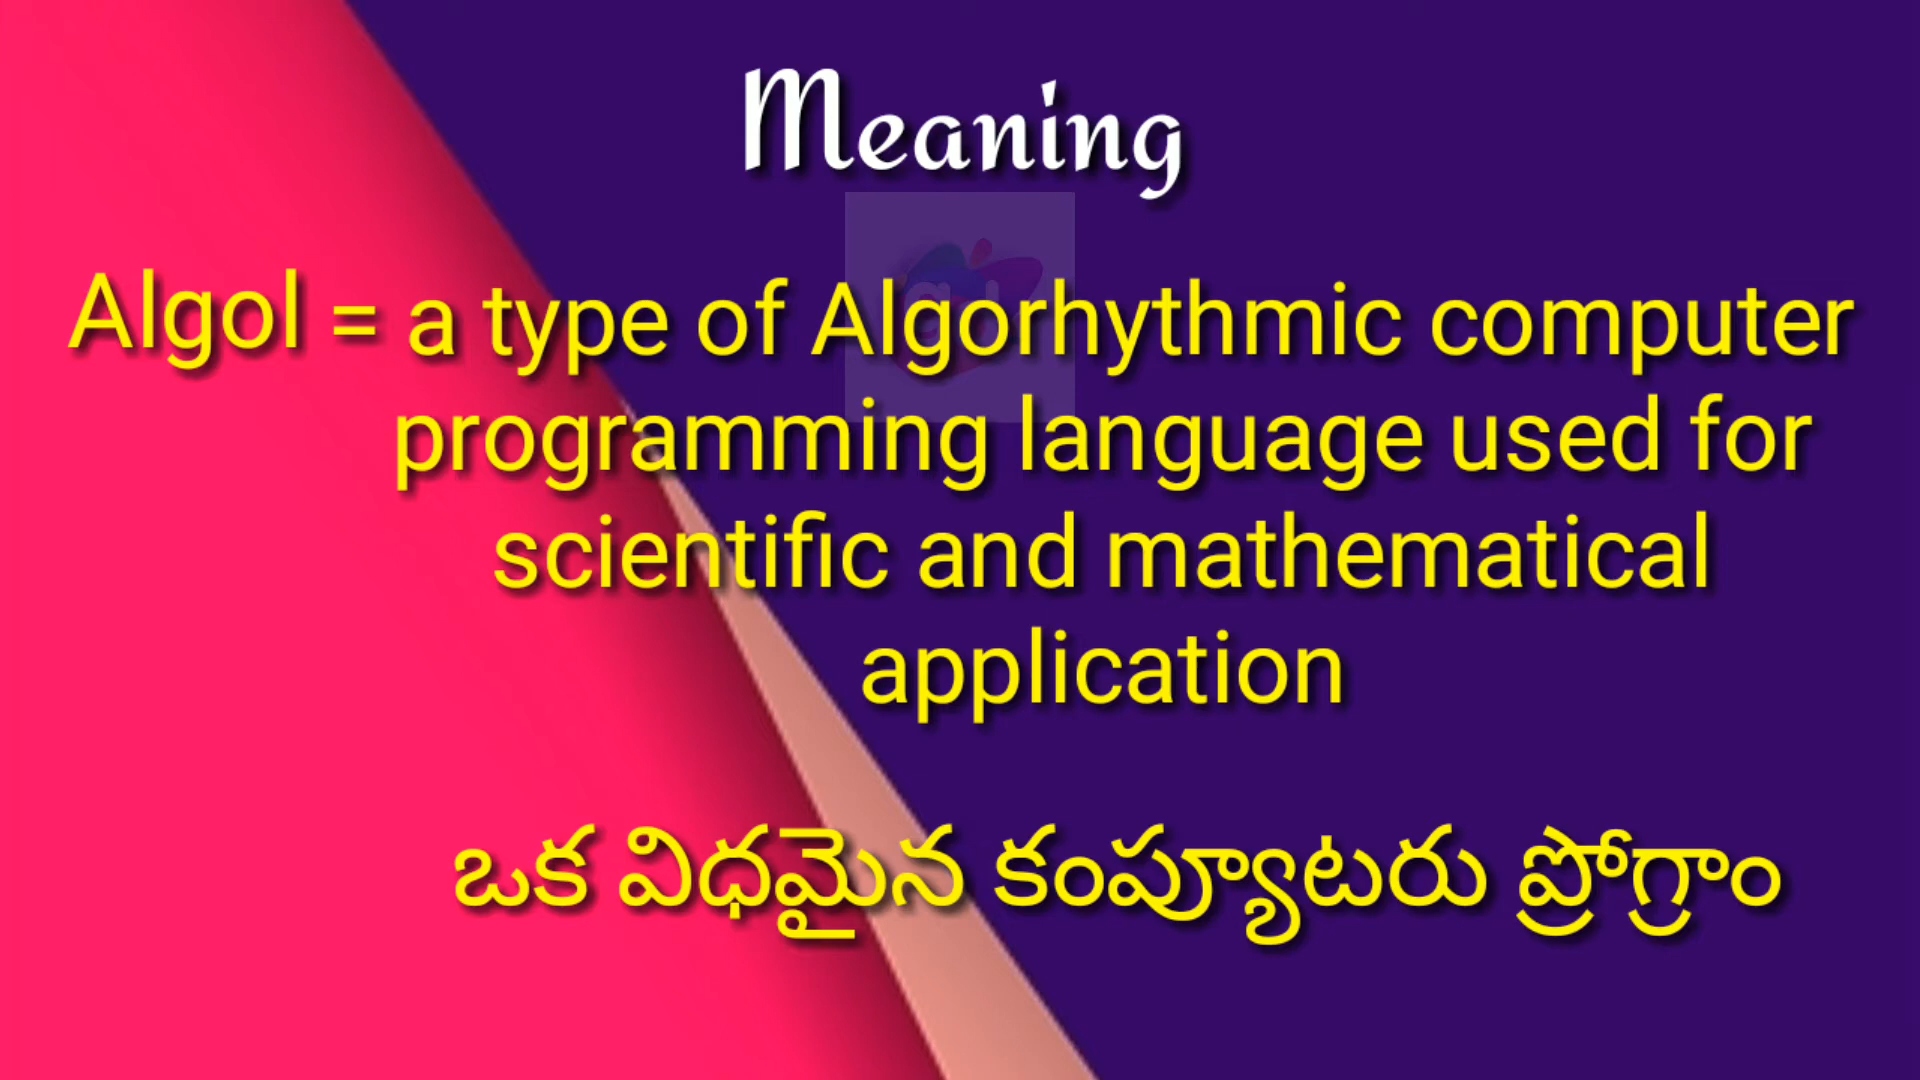 Meaning
Algol = a type of Algorhythmic computer
programming language used for
scientific and mathematical
application
ఒక విధమైన కంప్యూటరు ప్రోగ్రాం